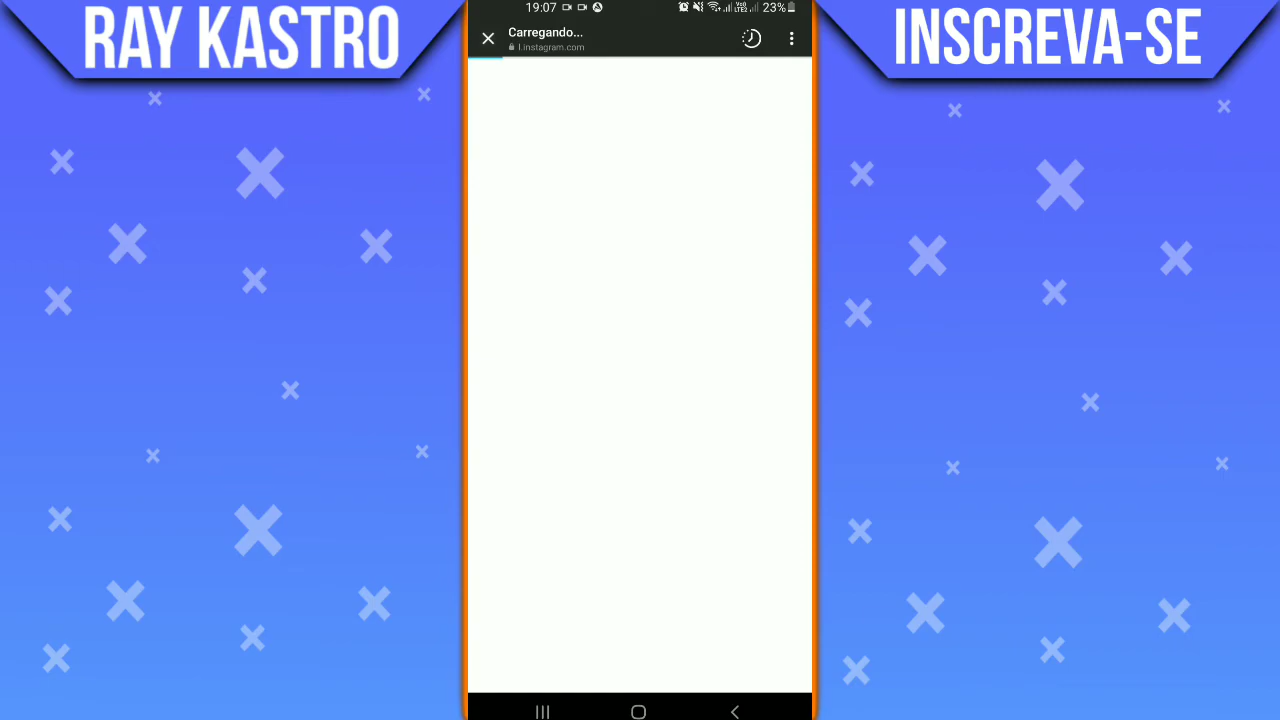 RAY KASTRO
19:07
23%
INSCREVA-SE
Carregando...
l.instagram.com